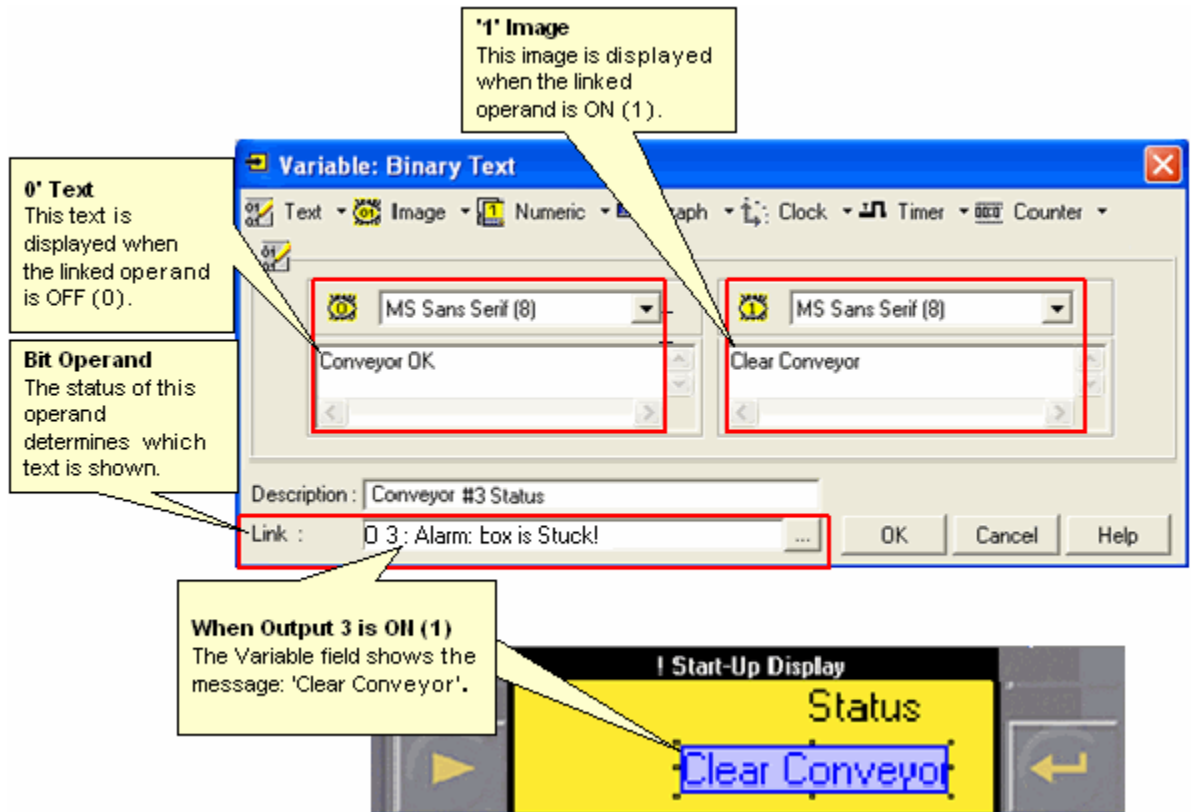 '1' Image
This image is displayed
when the linked
operand is ON (1).
0' Text
This text is
displayed when
the linked operand
is OFF (0).
Bit Operand
The status of this
operand
determines which
text is shown.
Variable: Binary Text
Text Image Numeric raph Clock Timer Counter
MS Sans Serif (8)
MS Sans Serif (8)
Conveyor OK
Clear Conveyor
Description : Conveyor #3 Status
Link : O 3 : Alarm: box is Stuck! ... OK Cancel Help
When Output 3 is ON (1)
The Variable field shows the
message: 'Clear Conveyor'.
! Start-Up Display
Status
Clear Conveyor